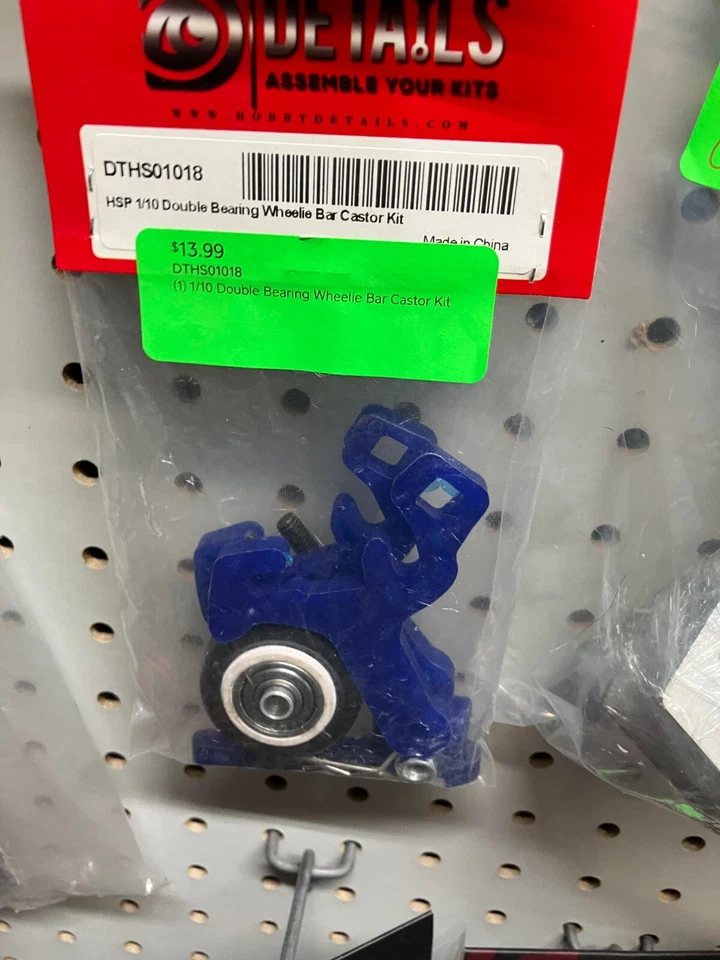 DETAILS
ASSEMBLE YOUR KITS
WWW.HOBBYDETAILS.COM
DTHS01018
HSP 1/10 Double Bearing Wheelie Bar Castor Kit
Made in China
$13.99
DTHS01018
(1) 1/10 Double Bearing Wheelie Bar Castor Kit